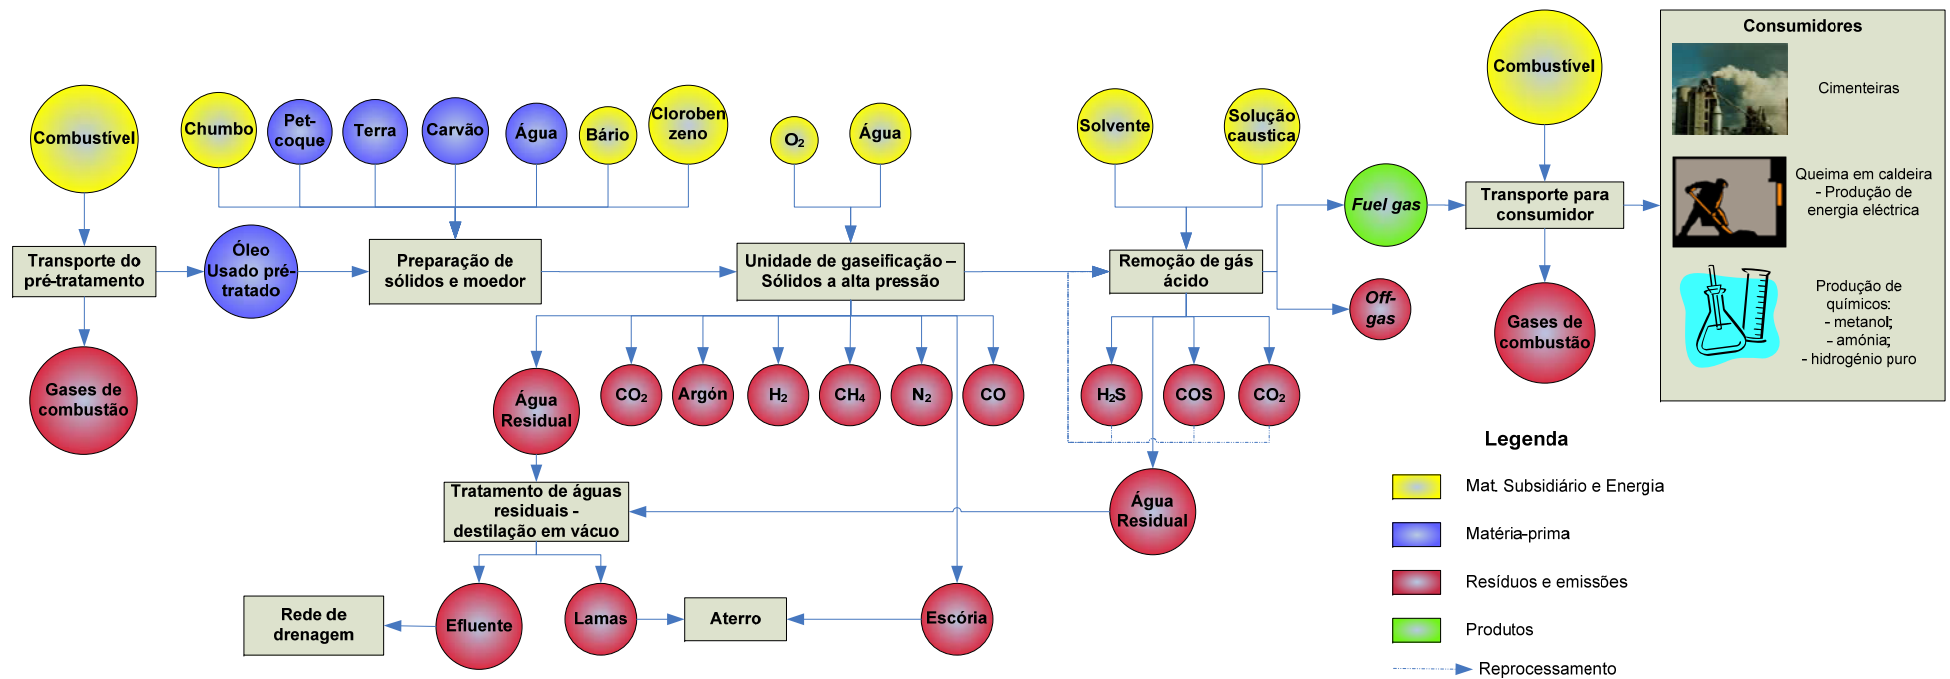 Consumidores
Combustível
Cimenteiras
Combustível
Chumbo
Pet-
coque
Terra
Carvão
Água
Bário
Cloroben
zeno
O₂
Água
Solvente
Solução
caustica
Queima em caldeira
- Produção de
energia eléctrica
Fuel gas
Transporte para
consumidor
Transporte do
pré-tratamento
Óleo
Usado pré-
tratado
Preparação de
sólidos e moedor
Unidade de gaseificação –
Sólidos a alta pressão
Remoção de gás
ácido
Off-
gas
Produção de
químicos:
- metanol;
- amónia;
- hidrogénio puro
Gases de
combustão
Gases de
combustão
Água
Residual
CO₂
Argón
H₂
CH₄
N₂
CO
H₂S
COS
CO₂
Legenda
Mat. Subsidiário e Energia
Matéria-prima
Resíduos e emissões
Produtos
Reprocessamento
Tratamento de águas
residuais -
destilação em vácuo
Água
Residual
Rede de
drenagem
Efluente
Lamas
Aterro
Escória